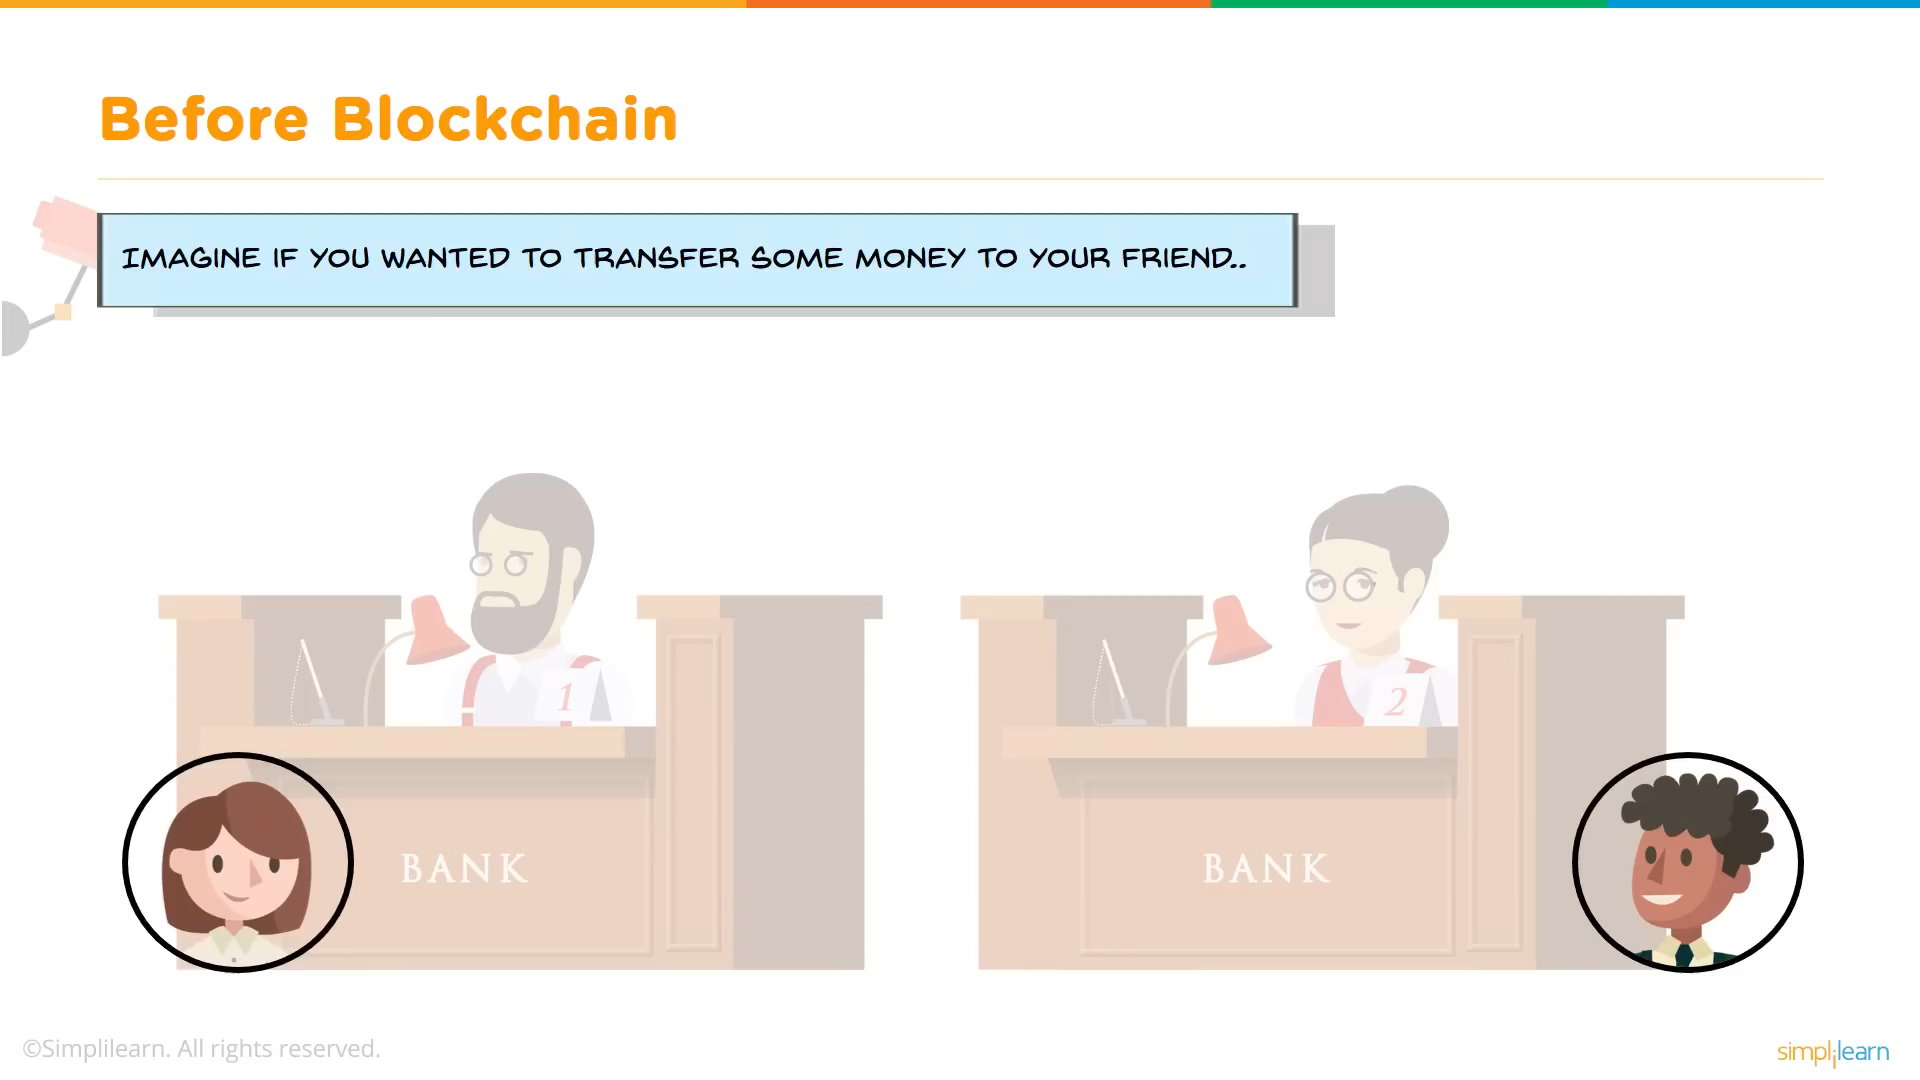 Before Blockchain
IMAGINE IF YOU WANTED TO TRANSFER SOME MONEY TO YOUR FRIEND..
1
2
BANK
BANK
©Simplilearn. All rights reserved.
simplilearn